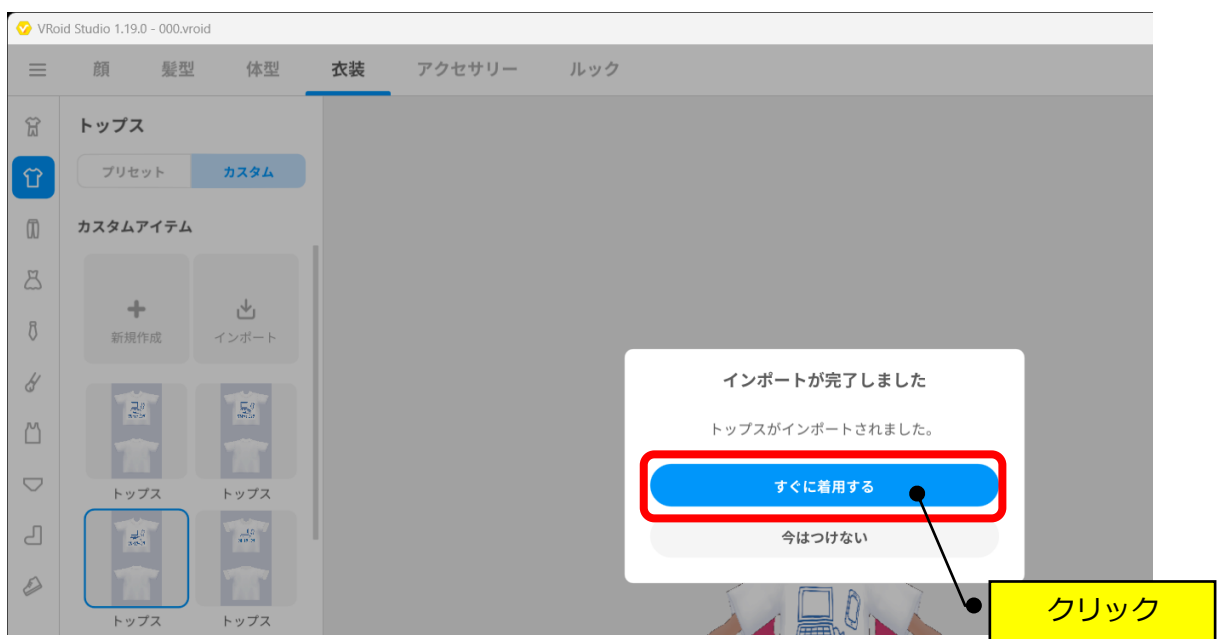 VRoid Studio 1.19.0 - 000.vroid
顔 髪型 体型 衣装 アクセサリー ルック
トップス
プリセット カスタム
カスタムアイテム
新規作成 インポート
トップス トップス
トップス トップス
インポートが完了しました
トップスがインポートされました。
すぐに着用する
今はつけない
クリック